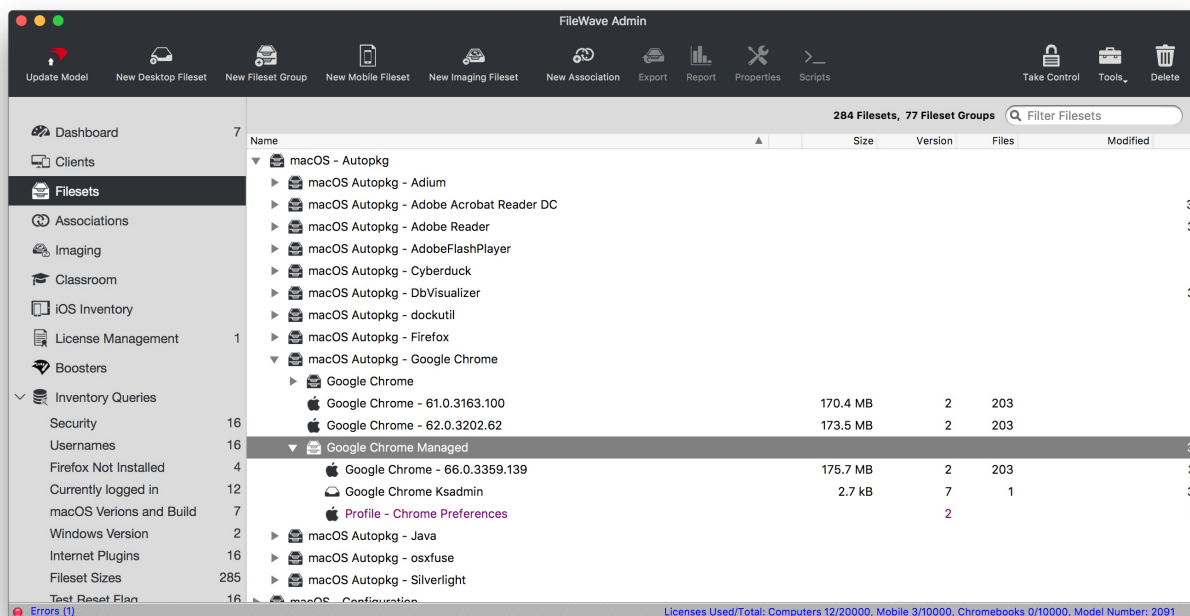 FileWave Admin
Update Model New Desktop Fileset New Fileset Group New Mobile Fileset New Imaging Fileset New Association Export Report Properties Scripts Take Control Tools Delete
284 Filesets, 77 Fileset Groups Filter Filesets
Dashboard 7
Clients
Filesets
Associations
Imaging
Classroom
iOS Inventory
License Management 1
Boosters
Inventory Queries
Security 16
Usernames 16
Firefox Not Installed 4
Currently logged in 12
macOS Verions and Build 7
Windows Version 2
Internet Plugins 16
Fileset Sizes 285
Test Reset Flag 16
Name Size Version Files Modified
macOS - Autopkg
macOS Autopkg - Adium
macOS Autopkg - Adobe Acrobat Reader DC
macOS Autopkg - Adobe Reader
macOS Autopkg - AdobeFlashPlayer
macOS Autopkg - Cyberduck
macOS Autopkg - DbVisualizer
macOS Autopkg - dockutil
macOS Autopkg - Firefox
macOS Autopkg - Google Chrome
Google Chrome
Google Chrome - 61.0.3163.100 170.4 MB 2 203
Google Chrome - 62.0.3202.62 173.5 MB 2 203
Google Chrome Managed
Google Chrome - 66.0.3359.139 175.7 MB 2 203
Google Chrome Ksadmin 2.7 kB 7 1
Profile - Chrome Preferences 2
macOS Autopkg - Java
macOS Autopkg - osxfuse
macOS Autopkg - Silverlight
macOS - Configuration
Errors (1) Licenses Used/Total: Computers 12/20000, Mobile 3/10000, Chromebooks 0/10000, Model Number: 2091